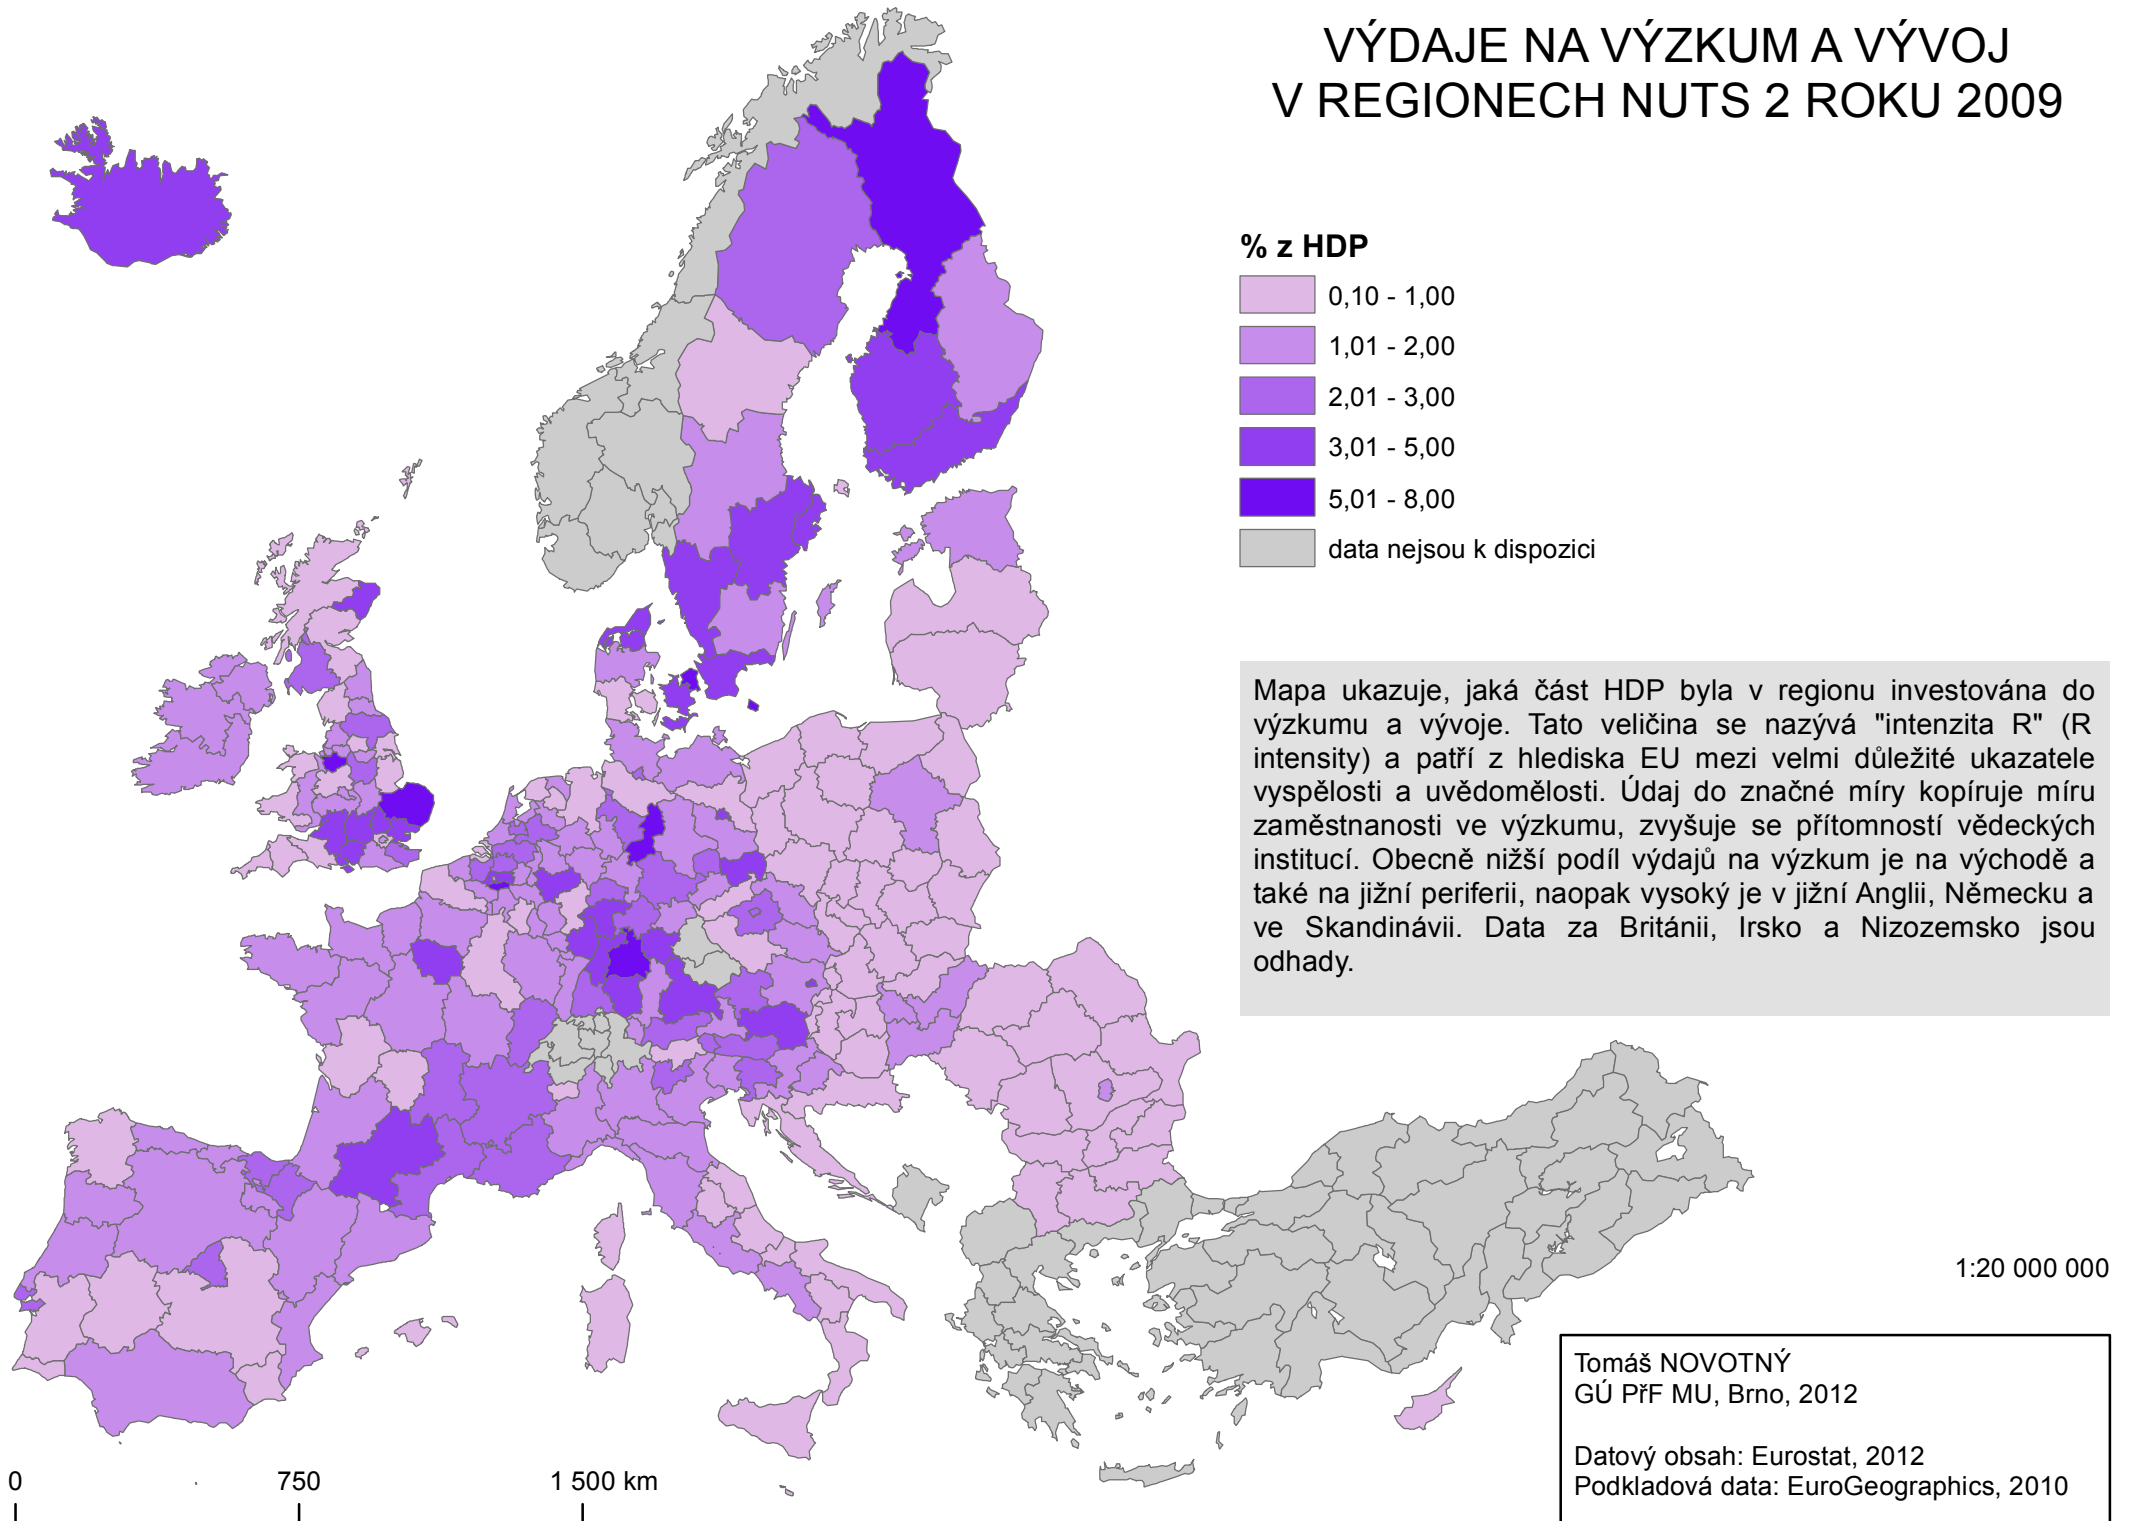 VÝDAJE NA VÝZKUM A VÝVOJ
V REGIONECH NUTS 2 ROKU 2009
% z HDP
0,10 - 1,00
1,01 - 2,00
2,01 - 3,00
3,01 - 5,00
5,01 - 8,00
data nejsou k dispozici
Mapa ukazuje, jaká část HDP byla v regionu investována do
výzkumu a vývoje. Tato veličina se nazývá "intenzita R" (R
intensity) a patří z hlediska EU mezi velmi důležité ukazatele
vyspělosti a uvědomělosti. Údaj do značné míry kopíruje míru
zaměstnanosti ve výzkumu, zvyšuje se přítomností vědeckých
institucí. Obecně nižší podíl výdajů na výzkum je na východě a
také na jižní periferii, naopak vysoký je v jižní Anglii, Německu a
ve Skandinávii. Data za Británii, Irsko a Nizozemsko jsou
odhady.
1:20 000 000
Tomáš NOVOTNÝ
GÚ PřF MU, Brno, 2012
Datový obsah: Eurostat, 2012
Podkladová data: EuroGeographics, 2010
0 750 1 500 km